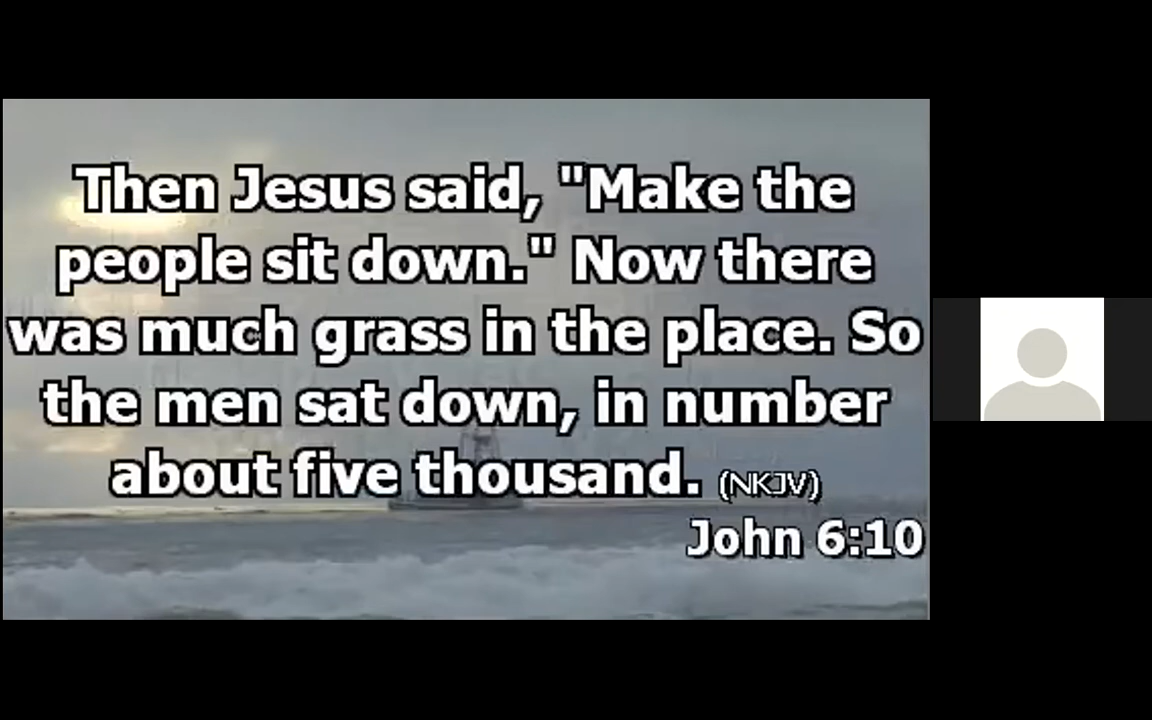 Then Jesus said, "Make the
people sit down." Now there
was much grass in the place. So
the men sat down, in number
about five thousand. (NKJV)
John 6:10